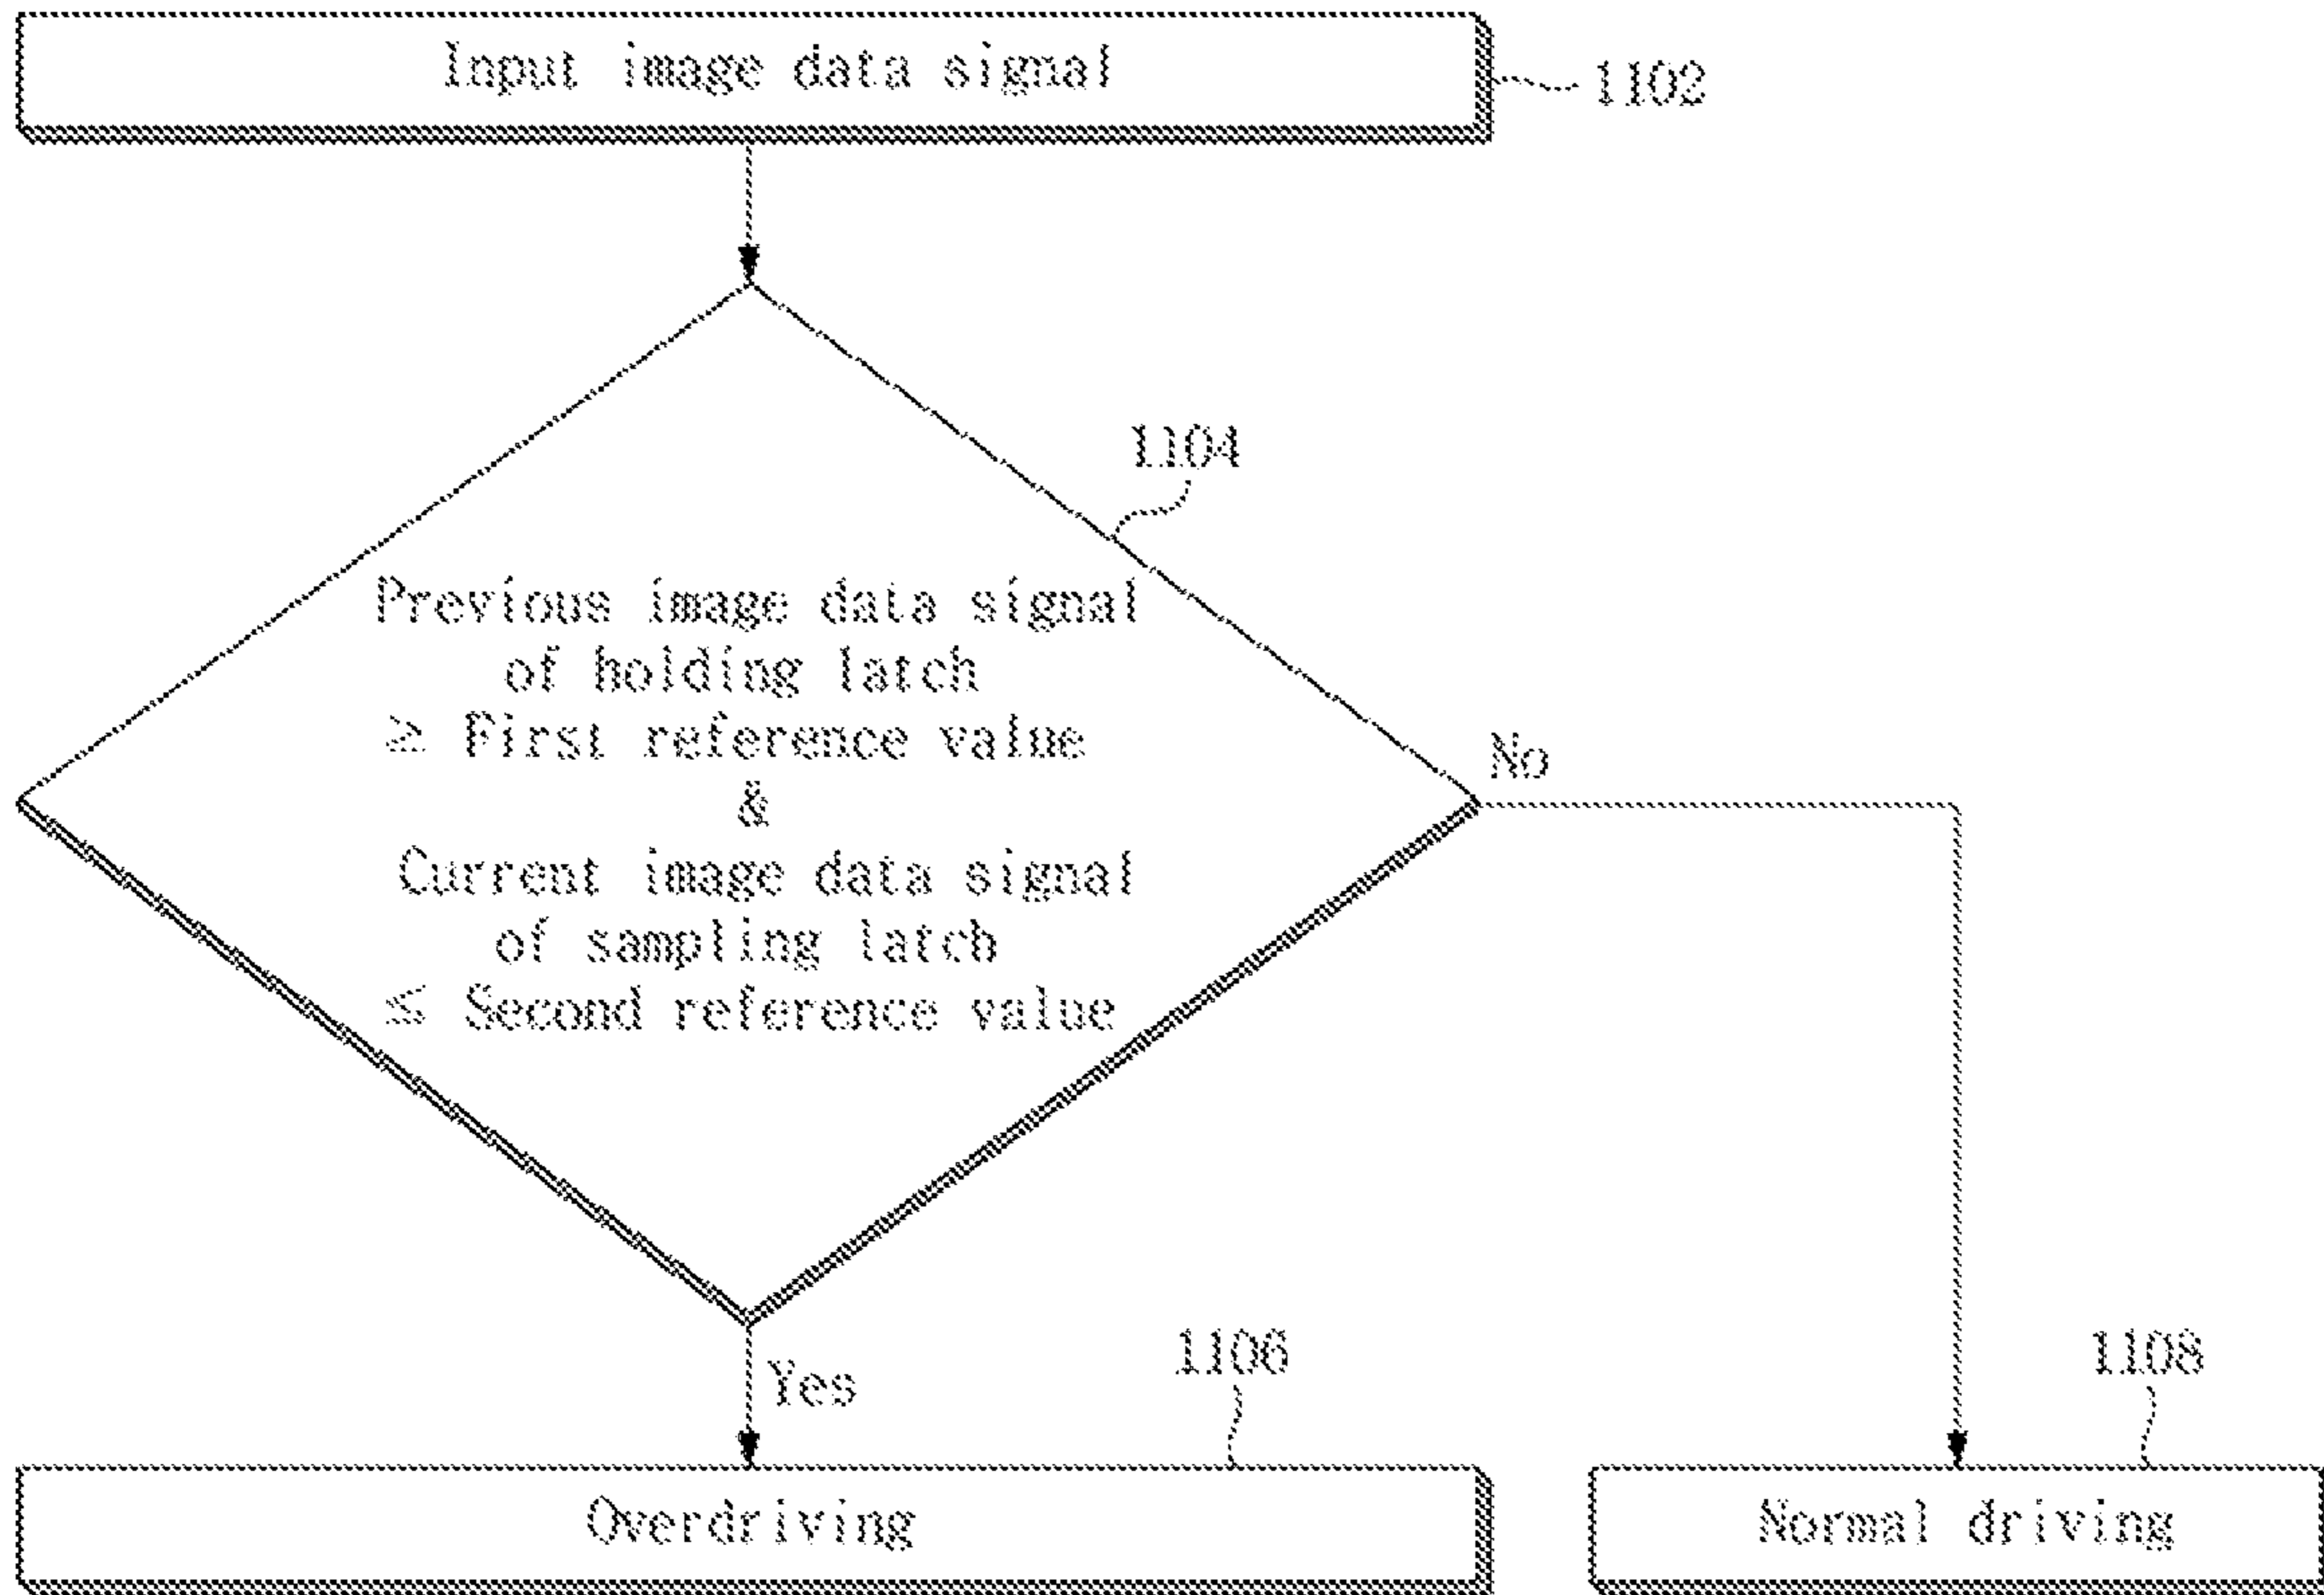 Input image data signal
1102
1104
Previous image data signal
of holding latch
≥ First reference value
&
Current image data signal
of sampling latch
≤ Second reference value
No
Yes
1106
1108
Overdriving
Normal driving